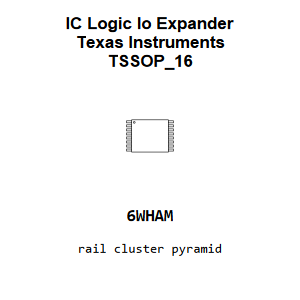 IC Logic Io Expander
Texas Instruments
TSSOP_16
6WHAM
rail cluster pyramid